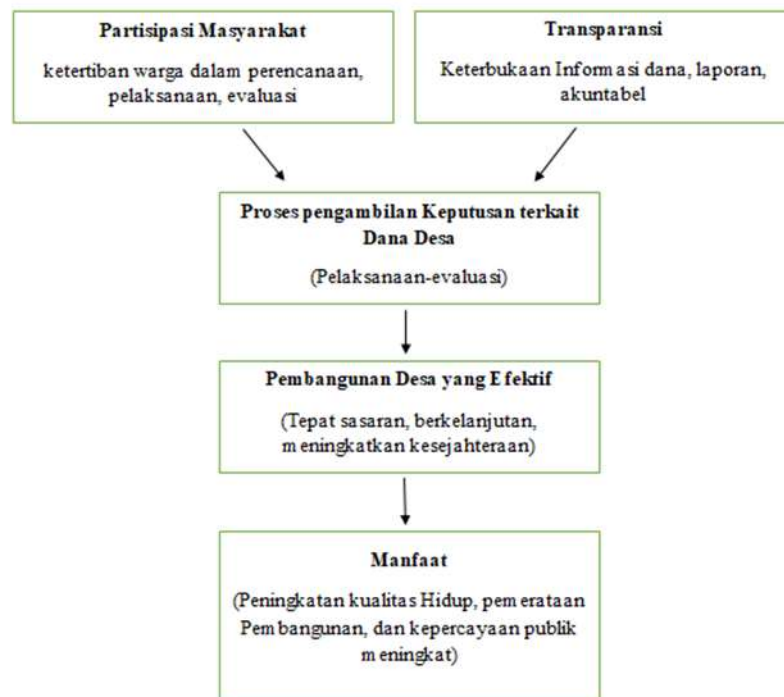 Partisipasi Masyarakat
ketertiban warga dalam perencanaan,
pelaksanaan, evaluasi
Transparansi
Keterbukaan Informasi dana, laporan,
akuntabel
Proses pengambilan Keputusan terkait
Dana Desa
(Pelaksanaan-evaluasi)
Pembangunan Desa yang Efektif
(Tepat sasaran, berkelanjutan,
meningkatkan kesejahteraan)
Manfaat
(Peningkatan kualitas Hidup, pemerataan
Pembangunan, dan kepercayaan publik
meningkat)